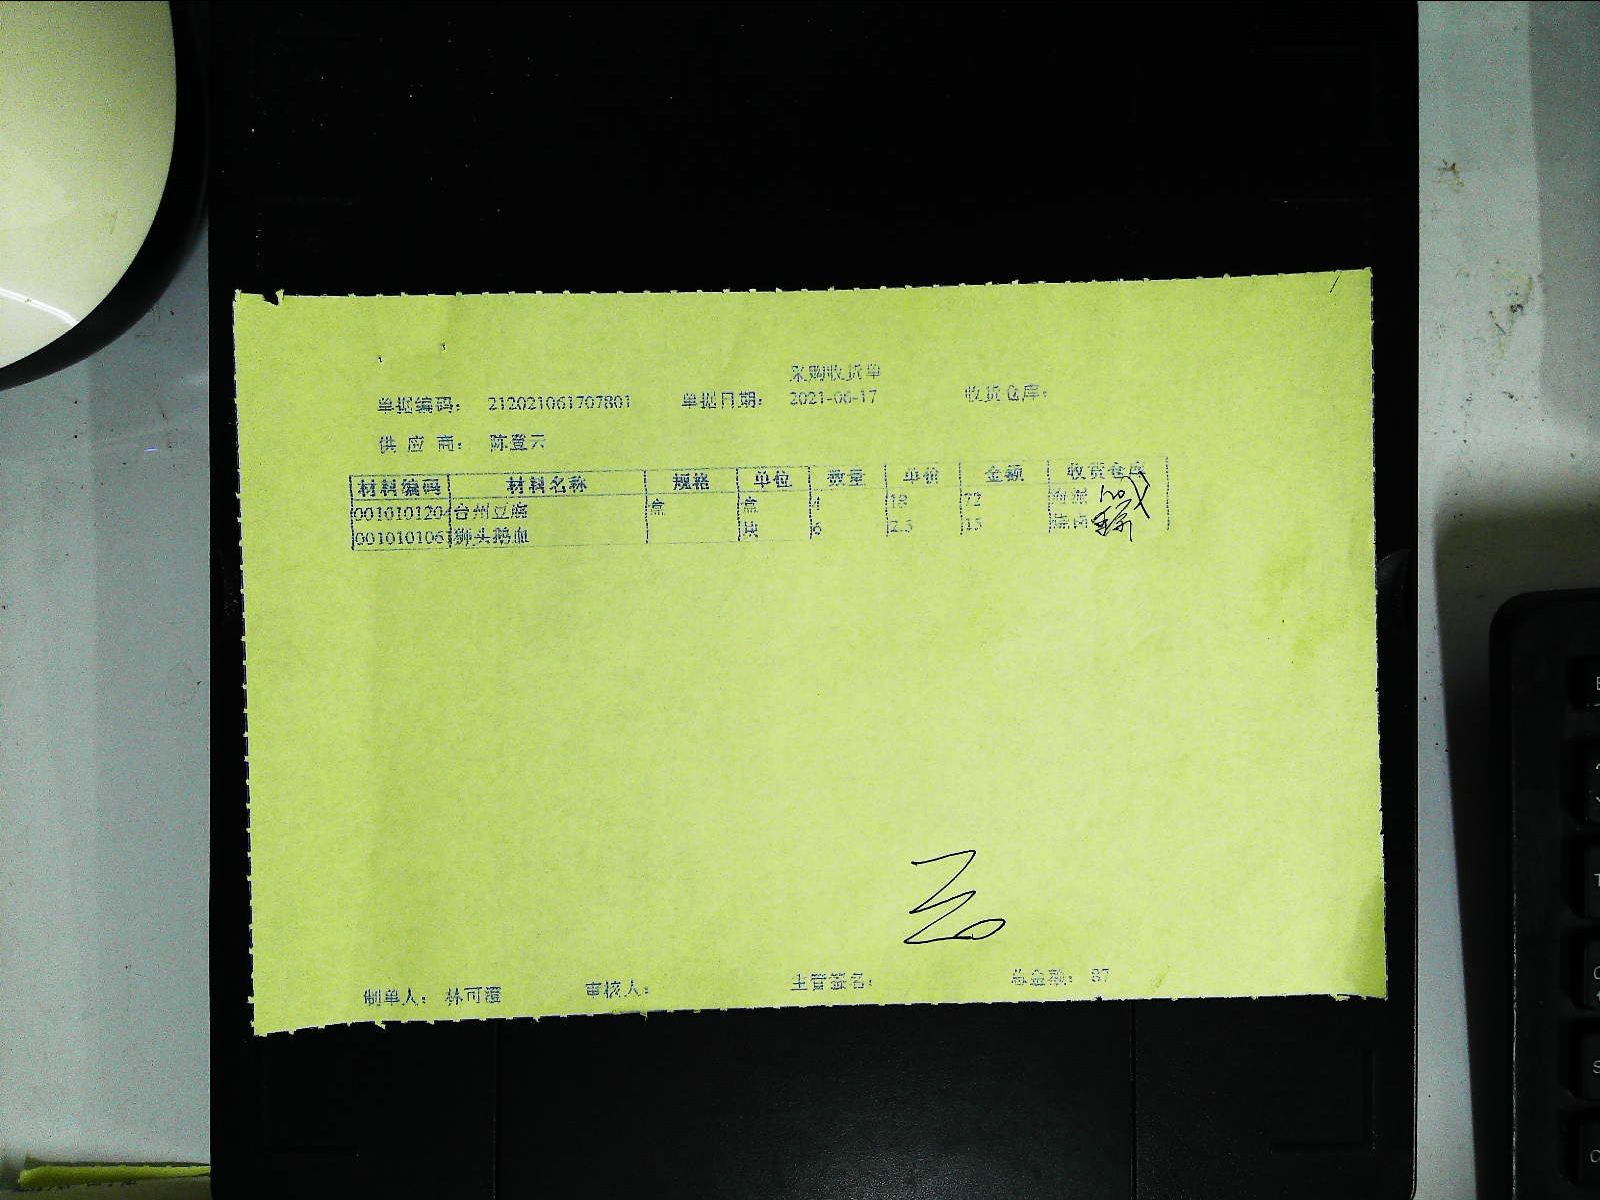 采购收货单
单据编码： 212021061707801 单据日期： 2021-06-17 收货仓库：
供 应 商： 陈登云
材料编码 材料名称 规格 单位 数量 单价 金额 收货仓库
0010101204 台州豆腐 盒 盒 4 18 72
001010106 狮头鹅血 块 6 2.5 15
制单人： 林可澄 审核人： 主管签名： 总金额： 87